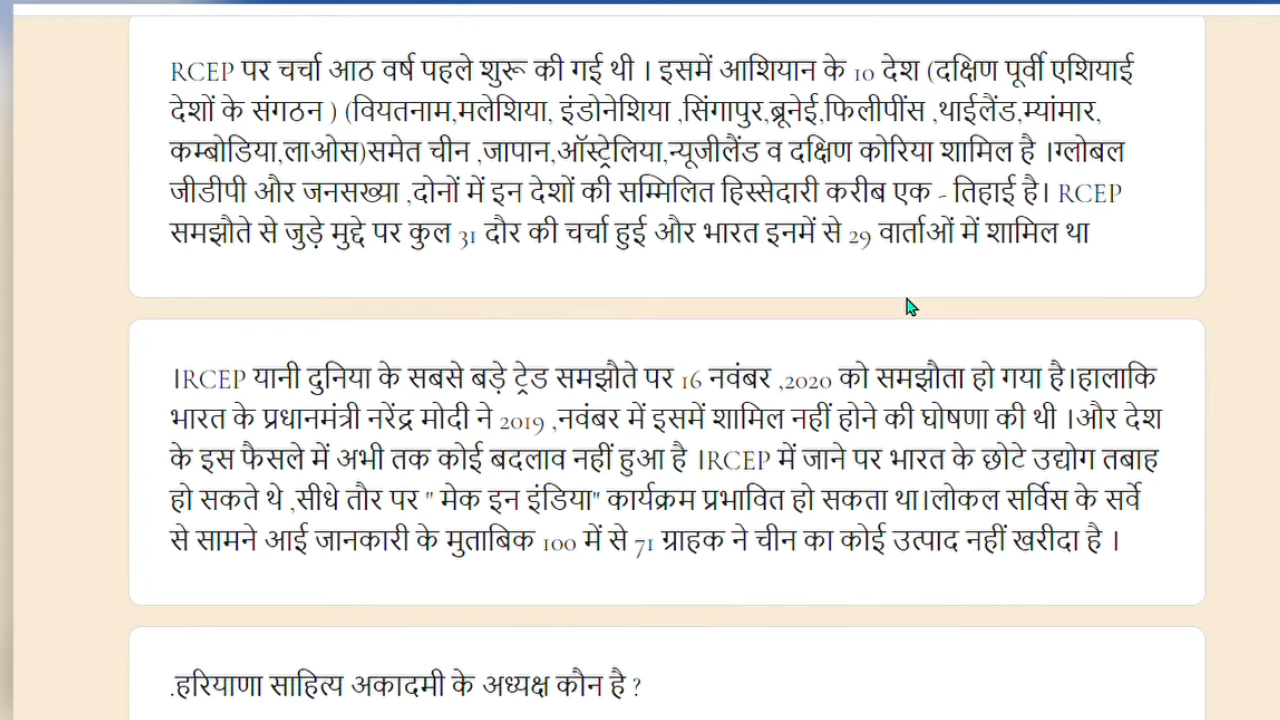 RCEP पर चर्चा आठ वर्ष पहले शुरू की गई थी । इसमें आशियान के 10 देश (दक्षिण पूर्वी एशियाई
देशों के संगठन ) (वियतनाम,मलेशिया, इंडोनेशिया ,सिंगापुर,ब्रूनेई,फिलीपींस ,थाईलैंड,म्यांमार,
कम्बोडिया,लाओस)समेत चीन ,जापान,ऑस्ट्रेलिया,न्यूजीलैंड व दक्षिण कोरिया शामिल है ।ग्लोबल
जीडीपी और जनसख्या ,दोनों में इन देशों की सम्मिलित हिस्सेदारी करीब एक - तिहाई है। RCEP
समझौते से जुड़े मुद्दे पर कुल 31 दौर की चर्चा हुई और भारत इनमें से 29 वार्ताओं में शामिल था
।RCEP यानी दुनिया के सबसे बड़े ट्रेड समझौते पर 16 नवंबर ,2020 को समझौता हो गया है।हालाकि
भारत के प्रधानमंत्री नरेंद्र मोदी ने 2019 ,नवंबर में इसमें शामिल नहीं होने की घोषणा की थी ।और देश
के इस फैसले में अभी तक कोई बदलाव नहीं हुआ है ।RCEP में जाने पर भारत के छोटे उद्योग तबाह
हो सकते थे ,सीधे तौर पर " मेक इन इंडिया" कार्यक्रम प्रभावित हो सकता था।लोकल सर्विस के सर्वे
से सामने आई जानकारी के मुताबिक 100 में से 71 ग्राहक ने चीन का कोई उत्पाद नहीं खरीदा है ।
.हरियाणा साहित्य अकादमी के अध्यक्ष कौन है ?